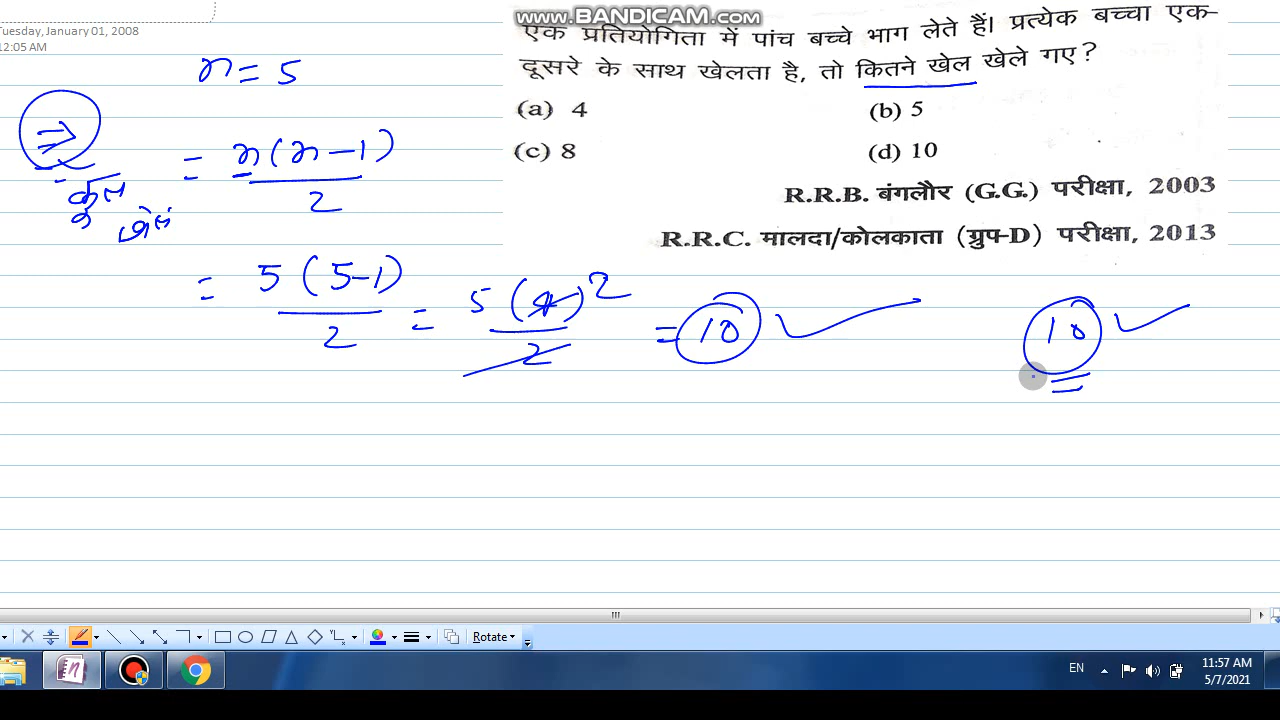 Tuesday, January 01, 2008
12:05 AM
www.BANDICAM.com
एक प्रतियोगिता में पांच बच्चे भाग लेते हैं। प्रत्येक बच्चा एक-
दूसरे के साथ खेलता है, तो कितने खेल खेले गए?
(a) 4 (b) 5
(c) 8 (d) 10
R.R.B. बंगलौर (G.G.) परीक्षा, 2003
R.R.C. मालदा/कोलकाता (ग्रुप-D) परीक्षा, 2013
n = 5
⇒ = n(n-1)/2
कुल
= 5(5-1)/2 = 5(4)2/2 = 10
10
Rotate
EN
11:57 AM
5/7/2021